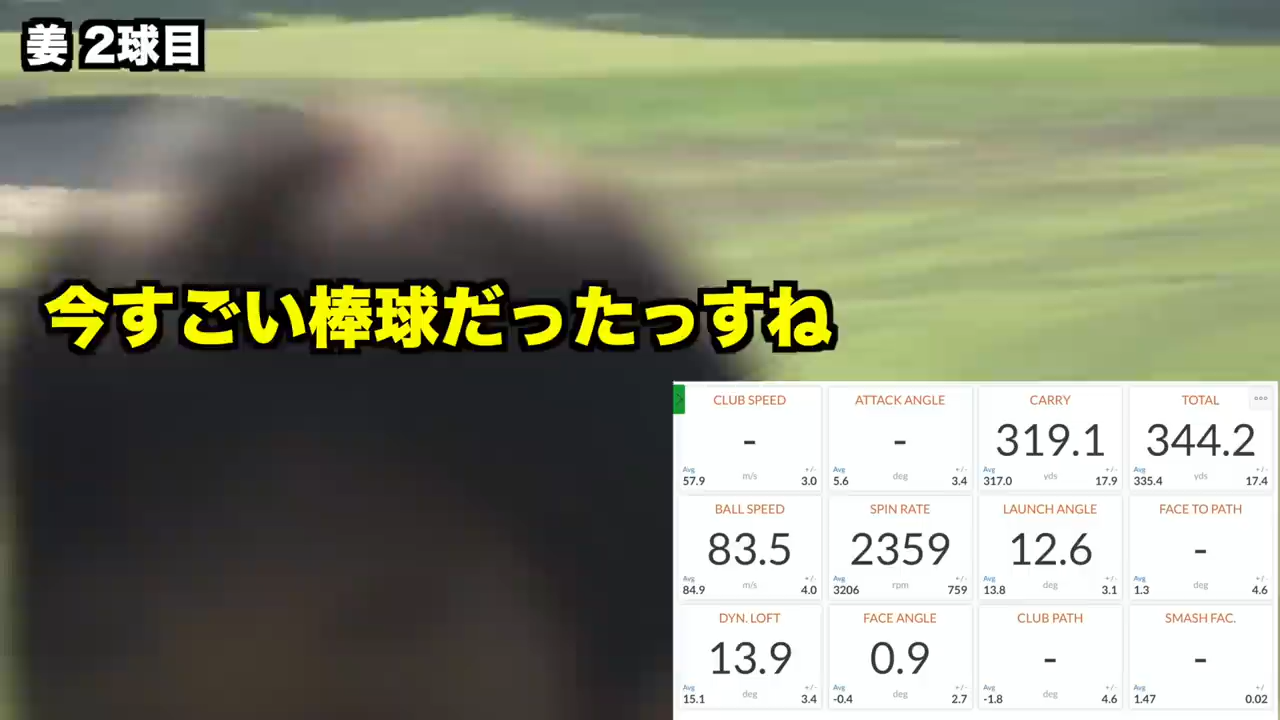 姜 2球目
今すごい棒球だったっすね
CLUB SPEED
-
Avg
57.9
m/s
+/-
3.0
ATTACK ANGLE
-
Avg
5.6
deg
+/-
3.4
CARRY
319.1
Avg
317.0
yds
+/-
17.9
TOTAL
344.2
Avg
335.4
yds
+/-
17.4
BALL SPEED
83.5
Avg
84.9
m/s
+/-
4.0
SPIN RATE
2359
Avg
3206
rpm
+/-
759
LAUNCH ANGLE
12.6
Avg
13.8
deg
+/-
3.1
FACE TO PATH
-
Avg
1.3
deg
+/-
4.6
DYN. LOFT
13.9
Avg
15.1
deg
+/-
3.4
FACE ANGLE
0.9
Avg
-0.4
deg
+/-
2.7
CLUB PATH
-
Avg
-1.8
deg
+/-
4.6
SMASH FAC.
-
Avg
1.47
+/-
0.02